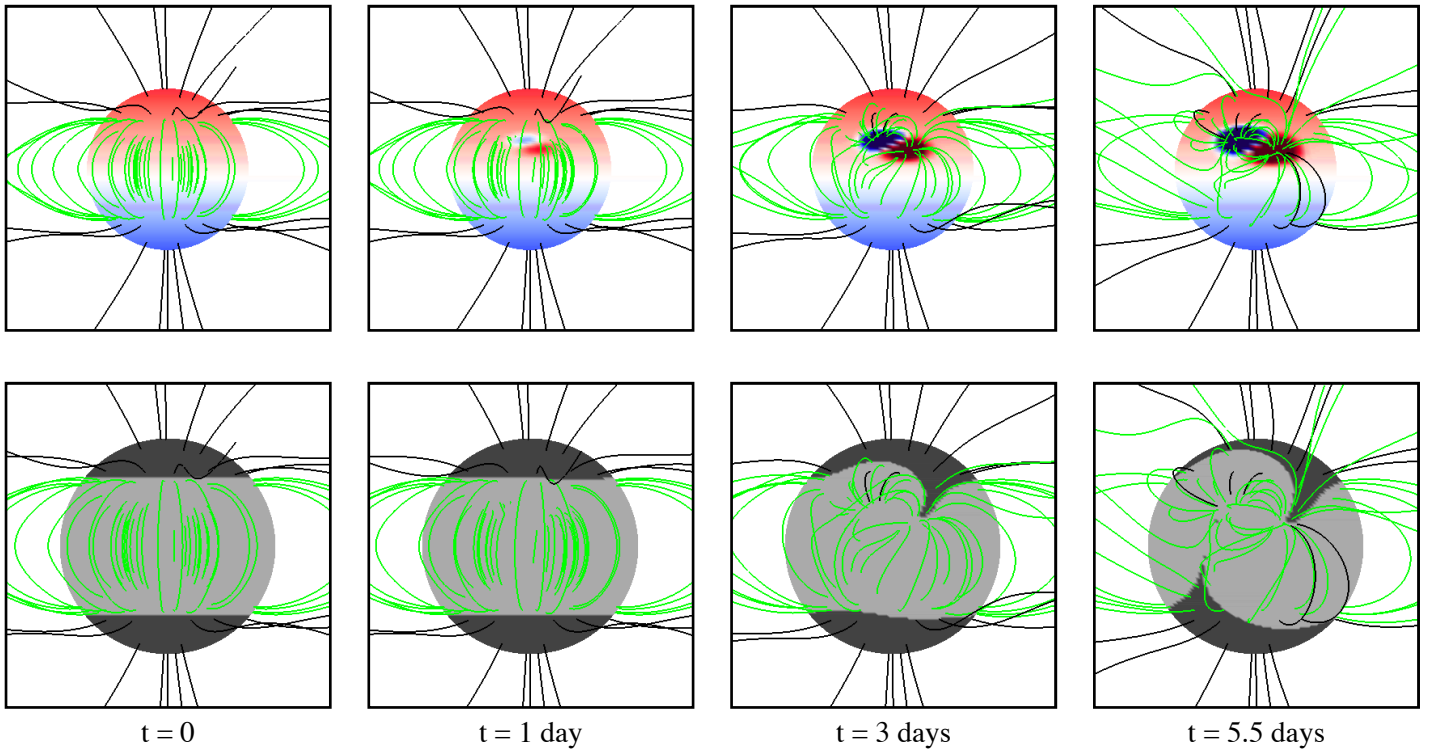 t = 0
t = 1 day
t = 3 days
t = 5.5 days